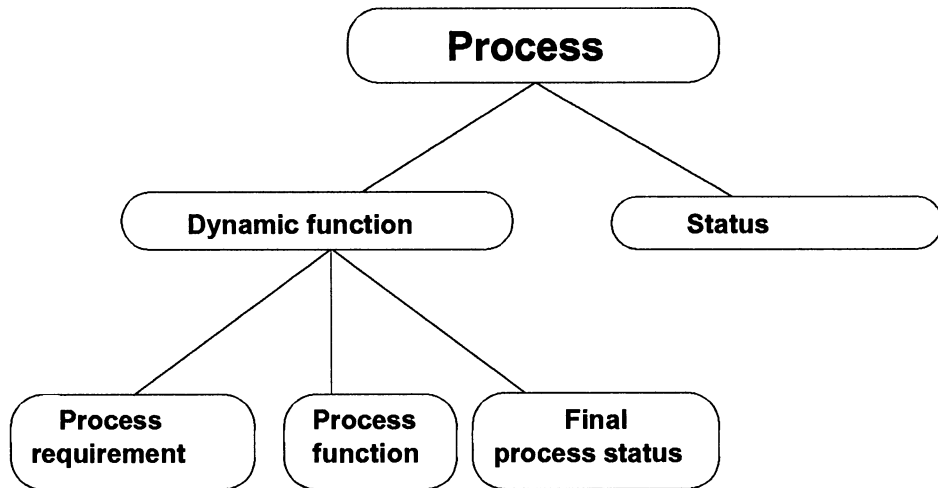 Process
Dynamic function
Status
Process
requirement
Process
function
Final
process status